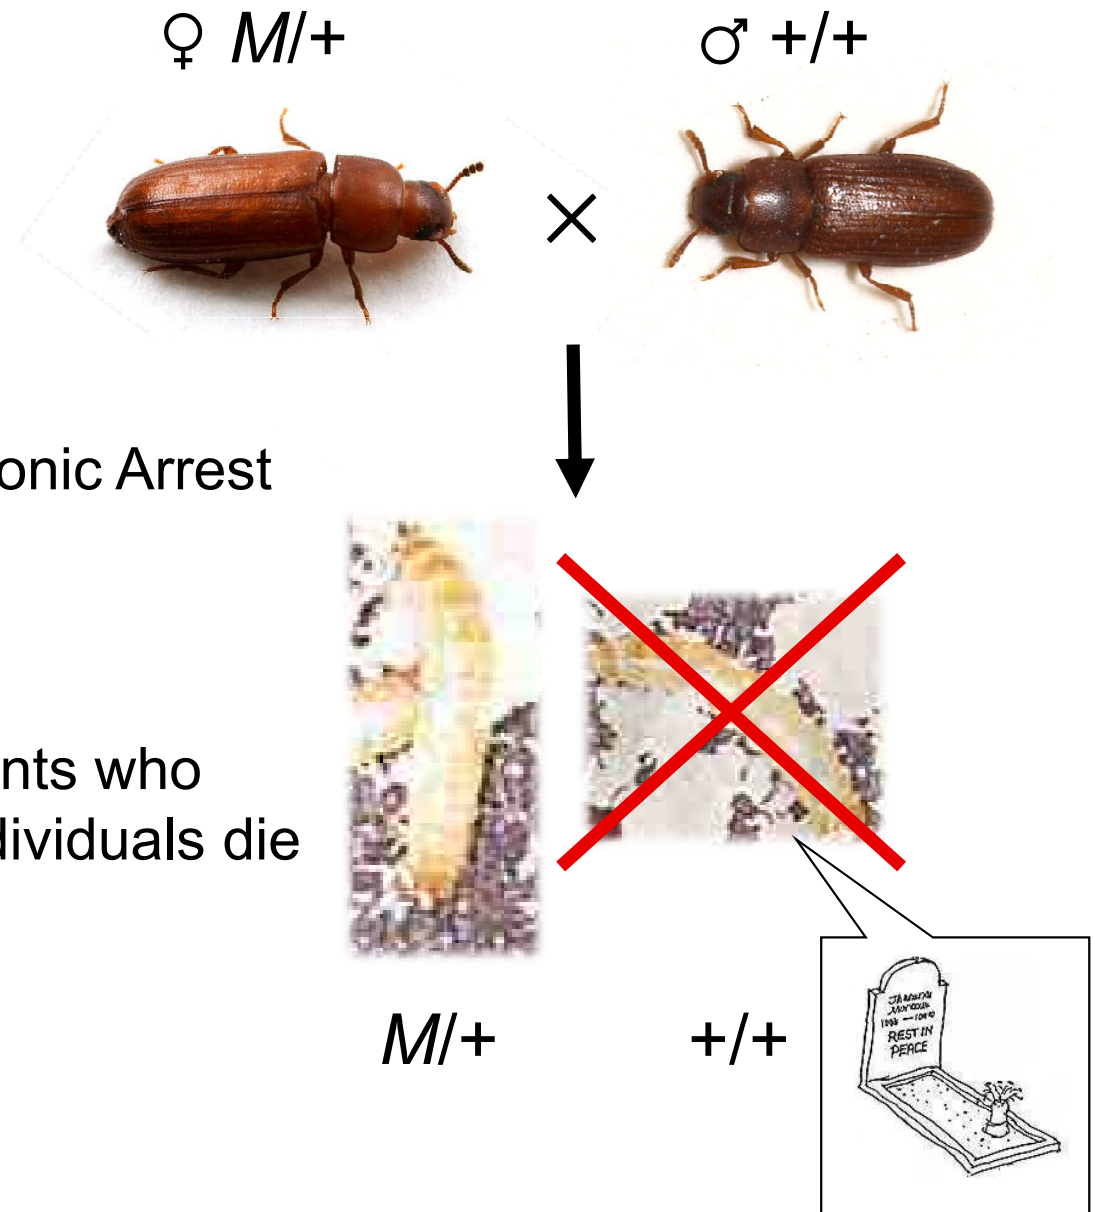 ♀ M/+
♂ +/+
×
onic Arrest
nts who
dividuals die
M/+
+/+
REST IN
PEACE